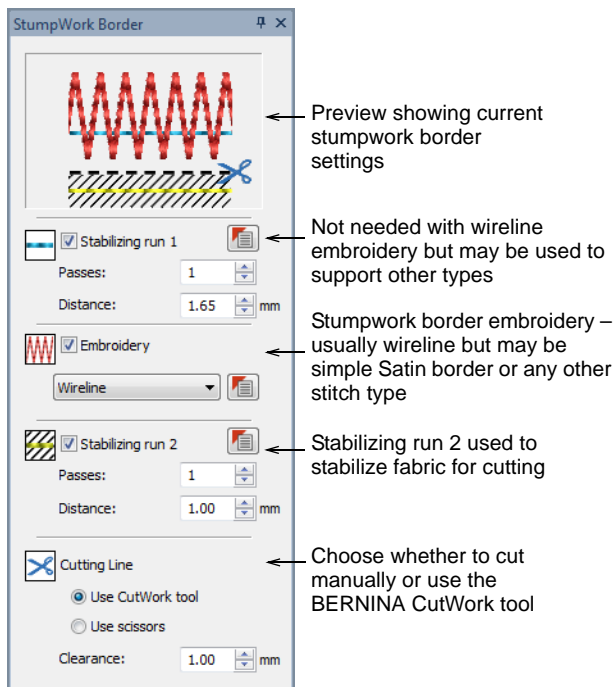 StumpWork Border
Preview showing current
stumpwork border
settings
Stabilizing run 1
Passes: 1
Distance: 1.65 mm
Not needed with wireline
embroidery but may be used to
support other types
Embroidery
Wireline
Stumpwork border embroidery –
usually wireline but may be
simple Satin border or any other
stitch type
Stabilizing run 2
Passes: 1
Distance: 1.00 mm
Stabilizing run 2 used to
stabilize fabric for cutting
Cutting Line
Use CutWork tool
Use scissors
Clearance: 1.00 mm
Choose whether to cut
manually or use the
BERNINA CutWork tool